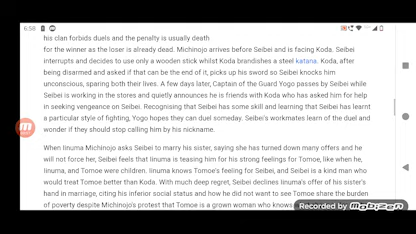 6:58
his clan forbids duels and the penalty is usually death
for the winner as the loser is already dead. Michinojo arrives before Seibei and is facing Koda. Seibei
interrupts and decides to use only a wooden stick whilst Koda brandishes a steel katana. Koda, after
being disarmed and asked if that can be the end of it, picks up his sword so Seibei knocks him
unconscious, sparing both their lives. A few days later, Captain of the Guard Yogo passes by Seibei while
Seibei is working in the stores and quietly announces he is friends with Koda who has asked him for help
in seeking vengeance on Seibei. Recognising that Seibei has some skill and learning that Seibei has learnt
a particular style of fighting, Yogo hopes they can duel someday. Seibei's workmates learn of the duel and
wonder if they should stop calling him by his nickname.
When Iinuma Michinojo asks Seibei to marry his sister, saying she has turned down many offers and he
will not force her, Seibei feels that Iinuma is teasing him for his strong feelings for Tomoe, like when he,
Iinuma, and Tomoe were children. Iinuma knows Tomoe's feeling for Seibei, and Seibei is a kind man who
would treat Tomoe better than Koda. With much deep regret, Seibei declines Iinuma's offer of his sister's
hand in marriage, citing his inferior social status and how he did not want to see Tomoe share the burden
of poverty despite Michinojo's protest that Tomoe is a grown woman who knows
Recorded by Mobizen